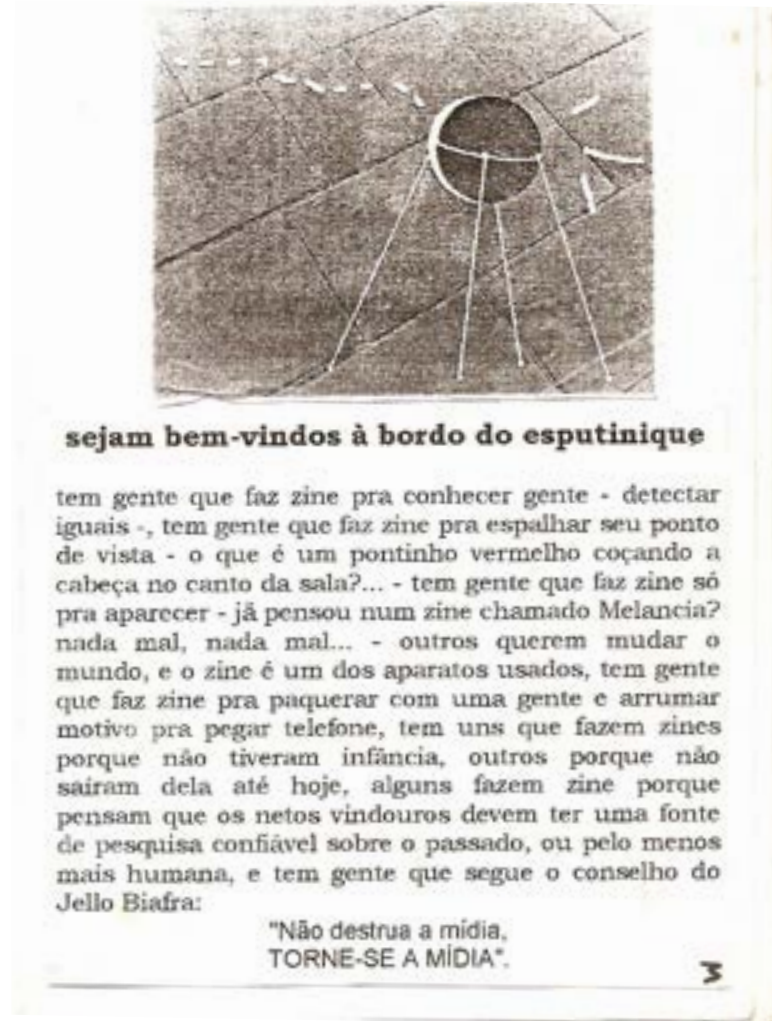 sejam bem-vindos à bordo do esputinique
tem gente que faz zine pra conhecer gente - detectar
iguais -, tem gente que faz zine pra espalhar seu ponto
de vista - o que é um pontinho vermelho coçando a
cabeça no canto da sala?... - tem gente que faz zine só
pra aparecer - já pensou num zine chamado Melancia?
nada mal, nada mal... - outros querem mudar o
mundo, e o zine é um dos aparatos usados, tem gente
que faz zine pra paquerar com uma gente e arrumar
motivo pra pegar telefone, tem uns que fazem zines
porque não tiveram infância, outros porque não
sairam dela até hoje, alguns fazem zine porque
pensam que os netos vindouros devem ter uma fonte
de pesquisa confiável sobre o passado, ou pelo menos
mais humana, e tem gente que segue o conselho do
Jello Biafra:
"Não destrua a mídia,
TORNE-SE A MÍDIA".
3